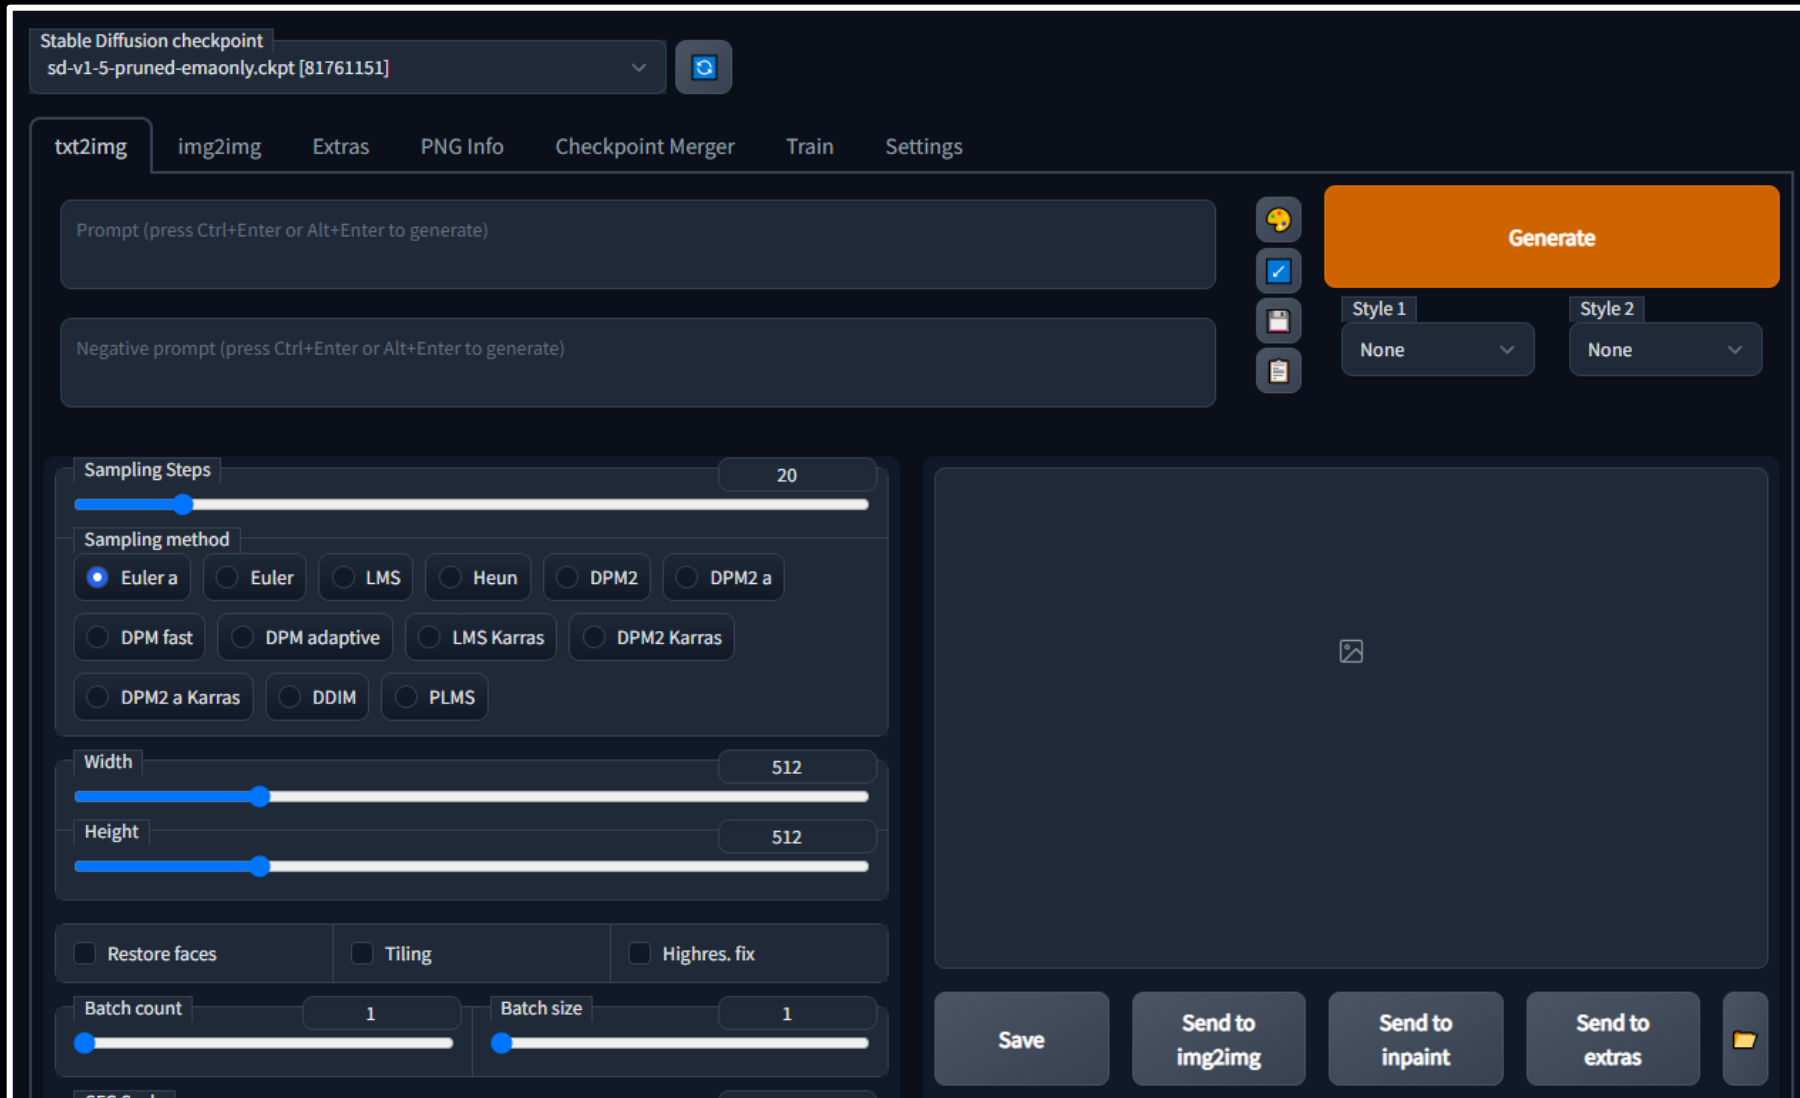 Stable Diffusion checkpoint
sd-v1-5-pruned-emaonly.ckpt [81761151]
txt2img img2img Extras PNG Info Checkpoint Merger Train Settings
Prompt (press Ctrl+Enter or Alt+Enter to generate)
Negative prompt (press Ctrl+Enter or Alt+Enter to generate)
Generate
Style 1 Style 2
None None
Sampling Steps 20
Sampling method
Euler a Euler LMS Heun DPM2 DPM2 a
DPM fast DPM adaptive LMS Karras DPM2 Karras
DPM2 a Karras DDIM PLMS
Width 512
Height 512
Restore faces Tiling Highres. fix
Batch count 1 Batch size 1
Save
Send to
img2img
Send to
inpaint
Send to
extras